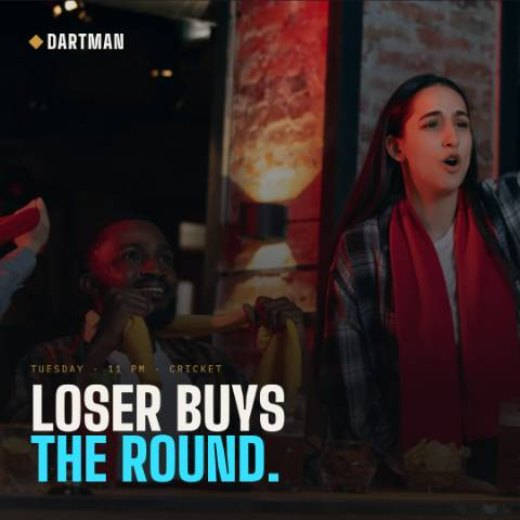 DARTMAN
TUESDAY · 11 PM · CRICKET
LOSER BUYS
THE ROUND.